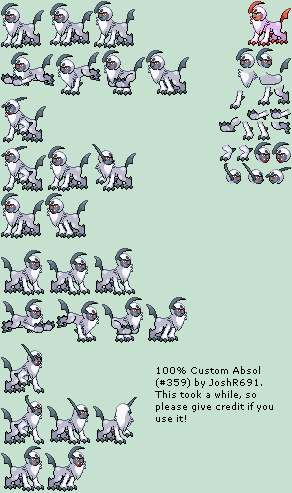 100% Custom Absol
(#359) by JoshR691.
This took a while, so
please give credit if you
use it!